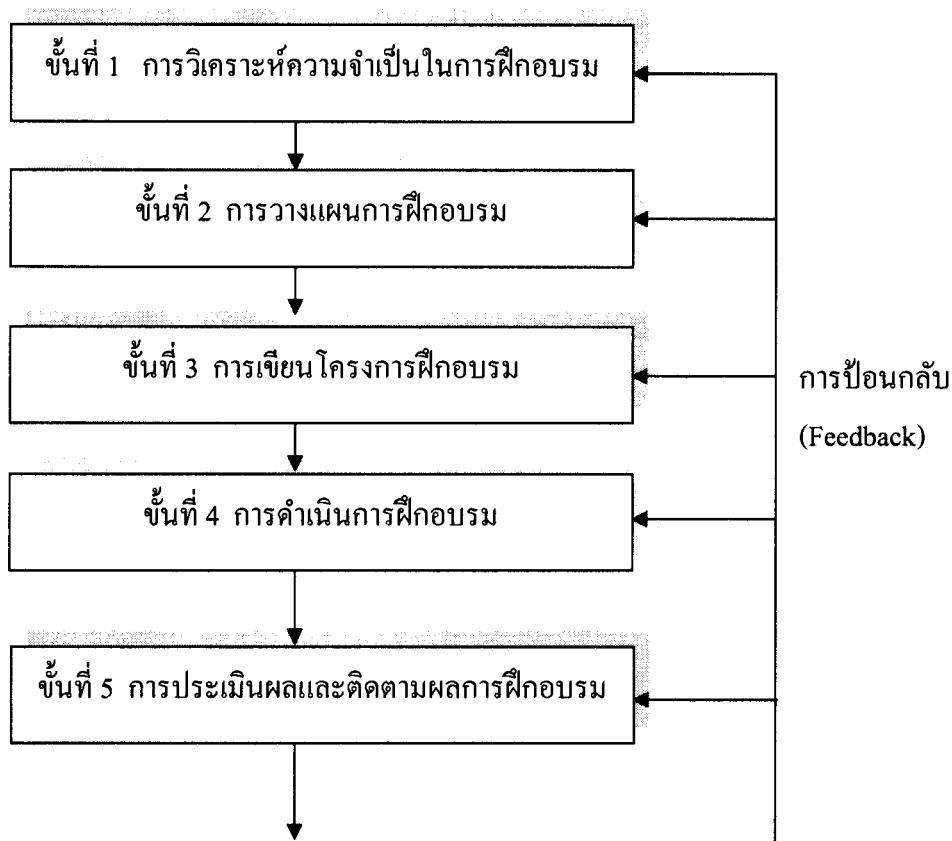 ขั้นที่ 1 การวิเคราะห์ความจำเป็นในการฝึกอบรม
ขั้นที่ 2 การวางแผนการฝึกอบรม
ขั้นที่ 3 การเขียนโครงการฝึกอบรม
การป้อนกลับ
(Feedback)
ขั้นที่ 4 การดำเนินการฝึกอบรม
ขั้นที่ 5 การประเมินผลและติดตามผลการฝึกอบรม